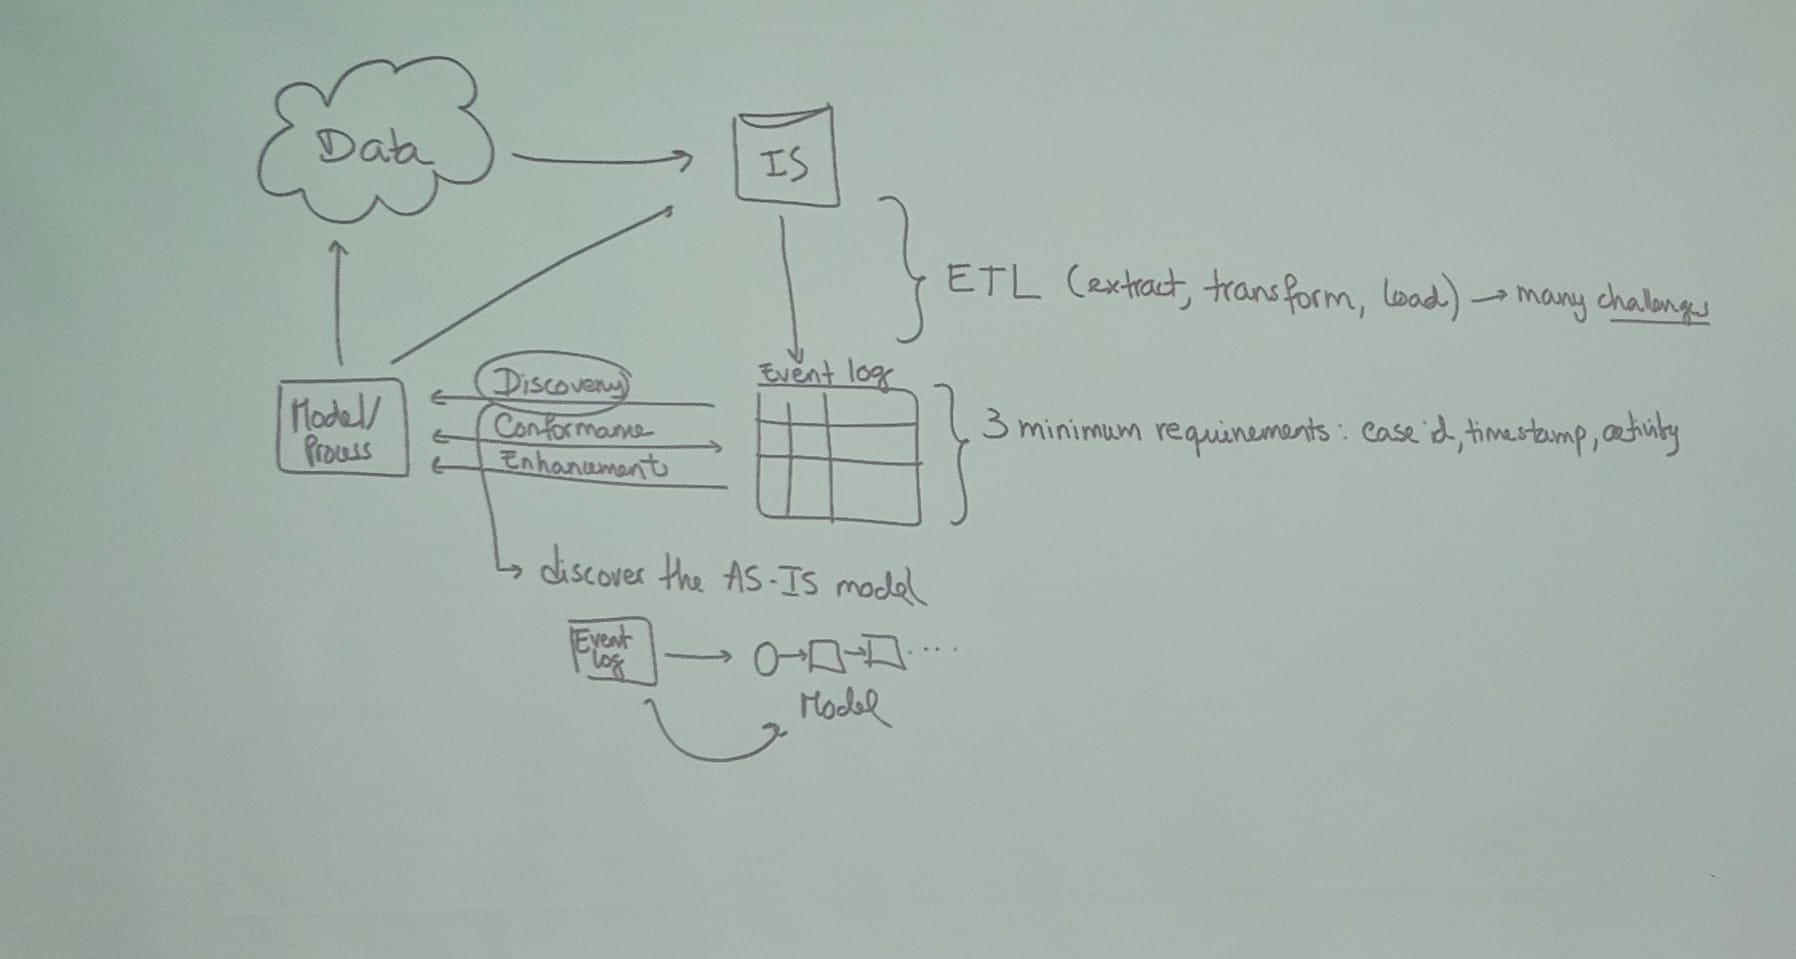 Data
IS
ETL (extract, transform, load) → many challenges
Event log
Model/
Process
Discovery
Conformance
Enhancement
3 minimum requirements: case id, timestamp, activity
discover the AS-IS model
Event
log
Model